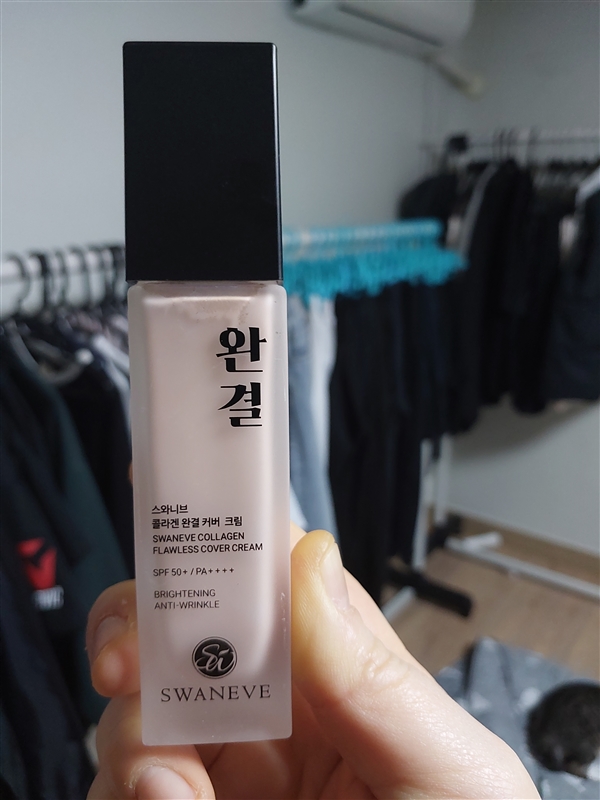 완
결
스와니브
콜라겐 완결 커버 크림
SWANEVE COLLAGEN
FLAWLESS COVER CREAM
SPF 50+ / PA++++
BRIGHTENING
ANTI-WRINKLE
SWANEVE